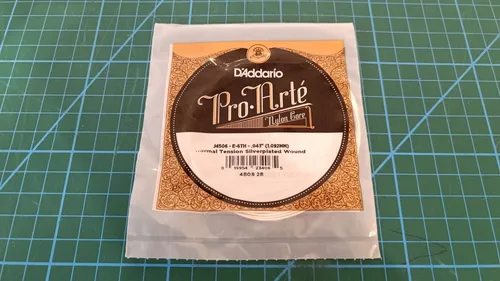 D'Addario
Pro·Arté
Nylon Core
J4506 - E-6TH - .043" (1.092MM)
Normal Tension Silverplated Wound